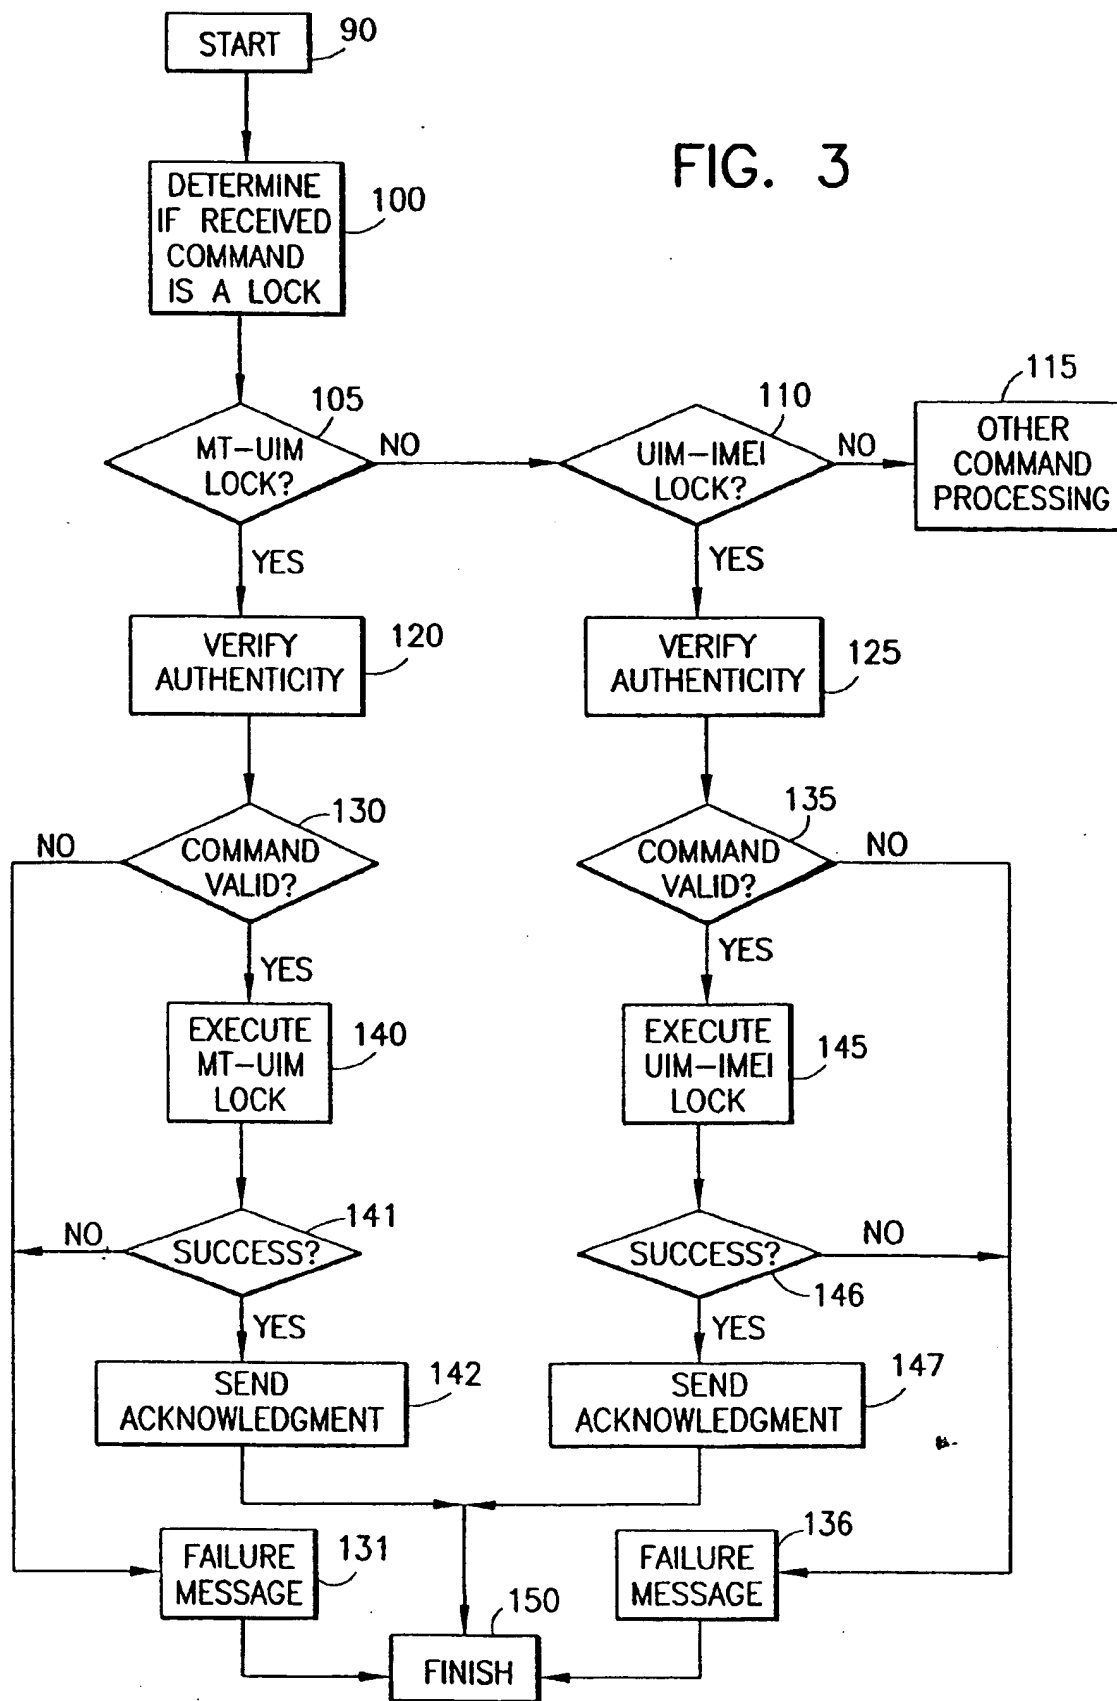 START
90
FIG. 3
DETERMINE
IF RECEIVED
COMMAND
IS A LOCK
100
105
MT-UIM
LOCK?
NO
110
UIM-IMEI
LOCK?
NO
115
OTHER
COMMAND
PROCESSING
YES
YES
VERIFY
AUTHENTICITY
120
VERIFY
AUTHENTICITY
125
130
COMMAND
VALID?
NO
135
COMMAND
VALID?
NO
YES
YES
EXECUTE
MT-UIM
LOCK
140
EXECUTE
UIM-IMEI
LOCK
145
141
SUCCESS?
NO
SUCCESS?
NO
146
YES
YES
SEND
ACKNOWLEDGMENT
142
SEND
ACKNOWLEDGMENT
147
FAILURE
MESSAGE
131
FAILURE
MESSAGE
136
150
FINISH